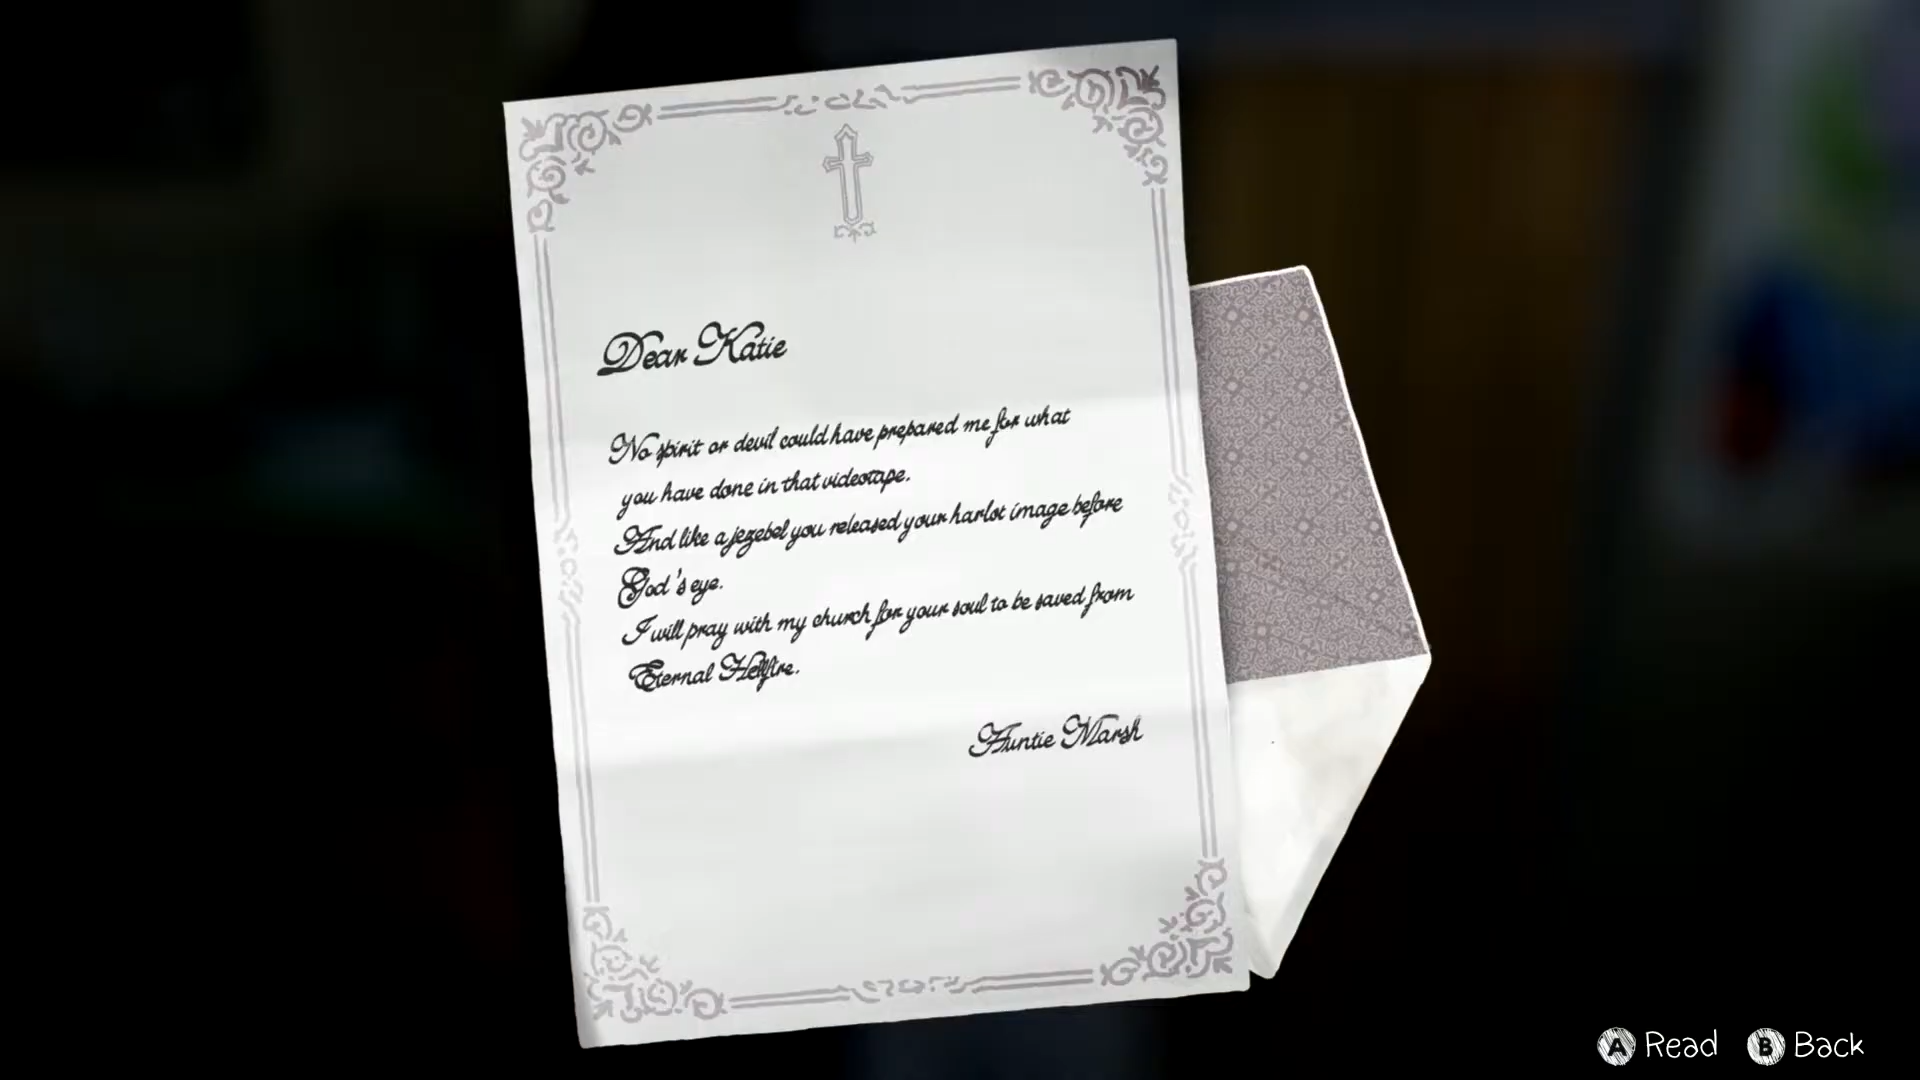 Dear Katie
No spirit or devil could have prepared me for what
you have done in that videotape.
And like a jezebel you released your harlot image before
God's eye.
I will pray with my church for your soul to be saved from
Eternal Hellfire.
Auntie Marsh
A Read B Back